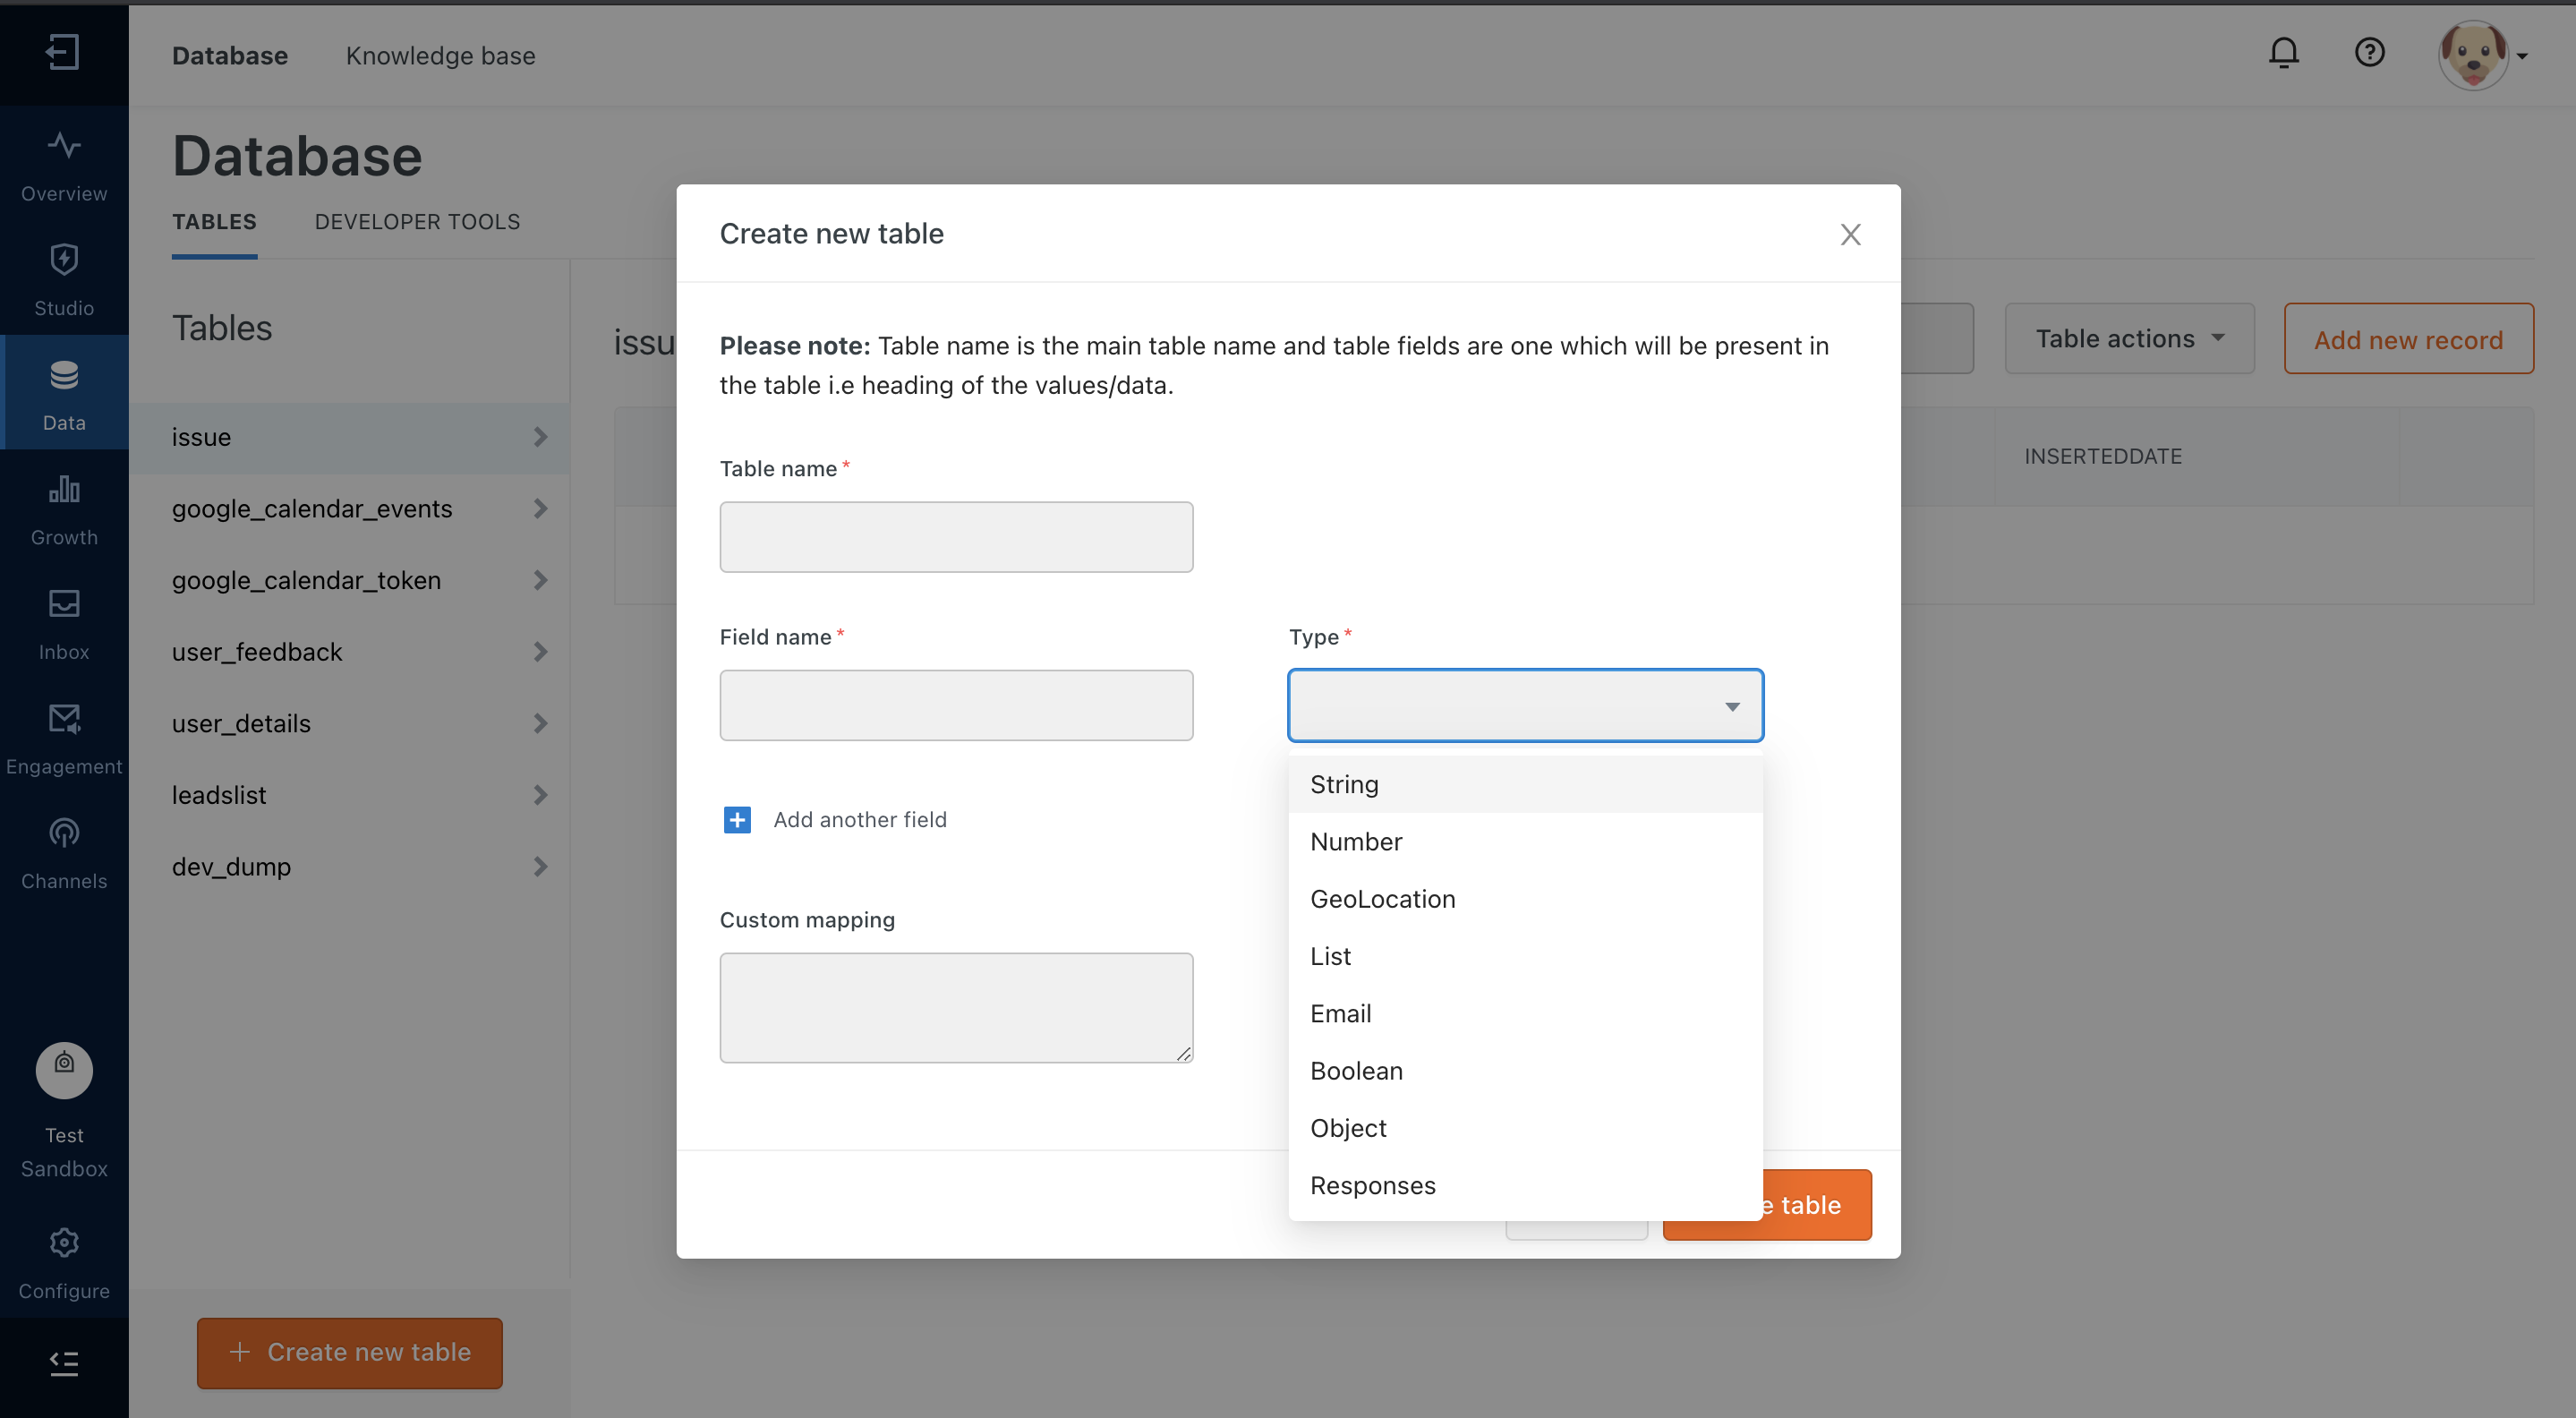 Database
Knowledge base
Overview
Studio
Data
Growth
Inbox
Engagement
Channels
Test
Sandbox
Configure
Database
TABLES
DEVELOPER TOOLS
Tables
issue
google_calendar_events
google_calendar_token
user_feedback
user_details
leadslist
dev_dump
+ Create new table
issu
Table actions
Add new record
INSERTEDDATE
Create new table
X
Please note: Table name is the main table name and table fields are one which will be present in
the table i.e heading of the values/data.
Table name *
Field name *
Type *
String
Number
GeoLocation
List
Email
Boolean
Object
Responses
+ Add another field
Custom mapping
e table